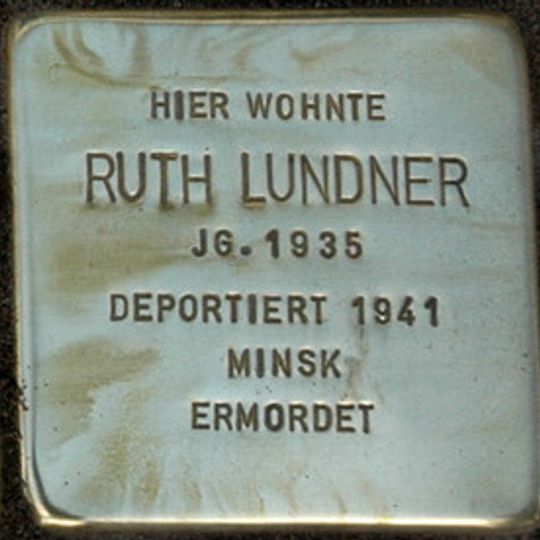 HIER WOHNTE
RUTH LUNDNER
JG. 1935
DEPORTIERT 1941
MINSK
ERMORDET